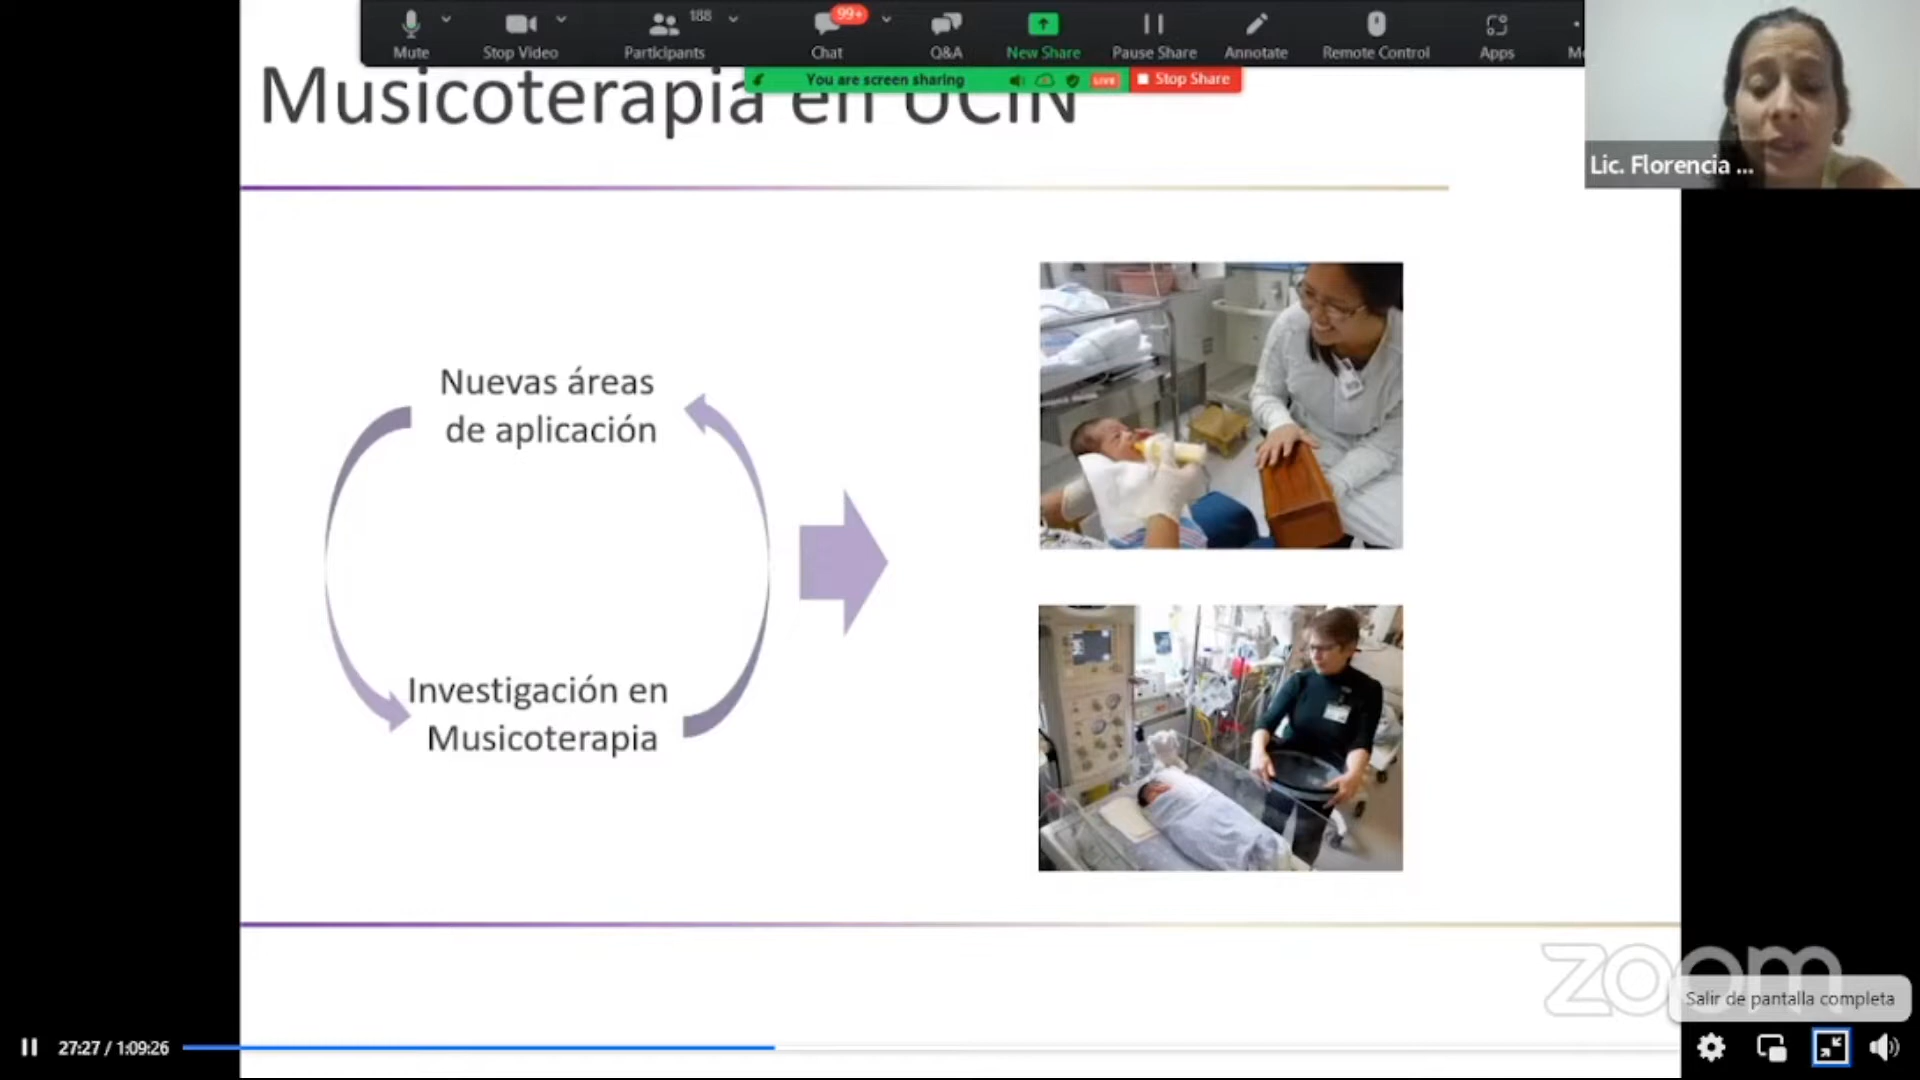 188
99+
Mute
Stop Video
Participants
Chat
Q&A
New Share
Pause Share
Annotate
Remote Control
Apps
You are screen sharing
LIVE
Stop Share
Musicoterapia en UCIN
Lic. Florencia ...
Nuevas áreas
de aplicación
Investigación en
Musicoterapia
zoom
Salir de pantalla completa
27:27 / 1:09:26